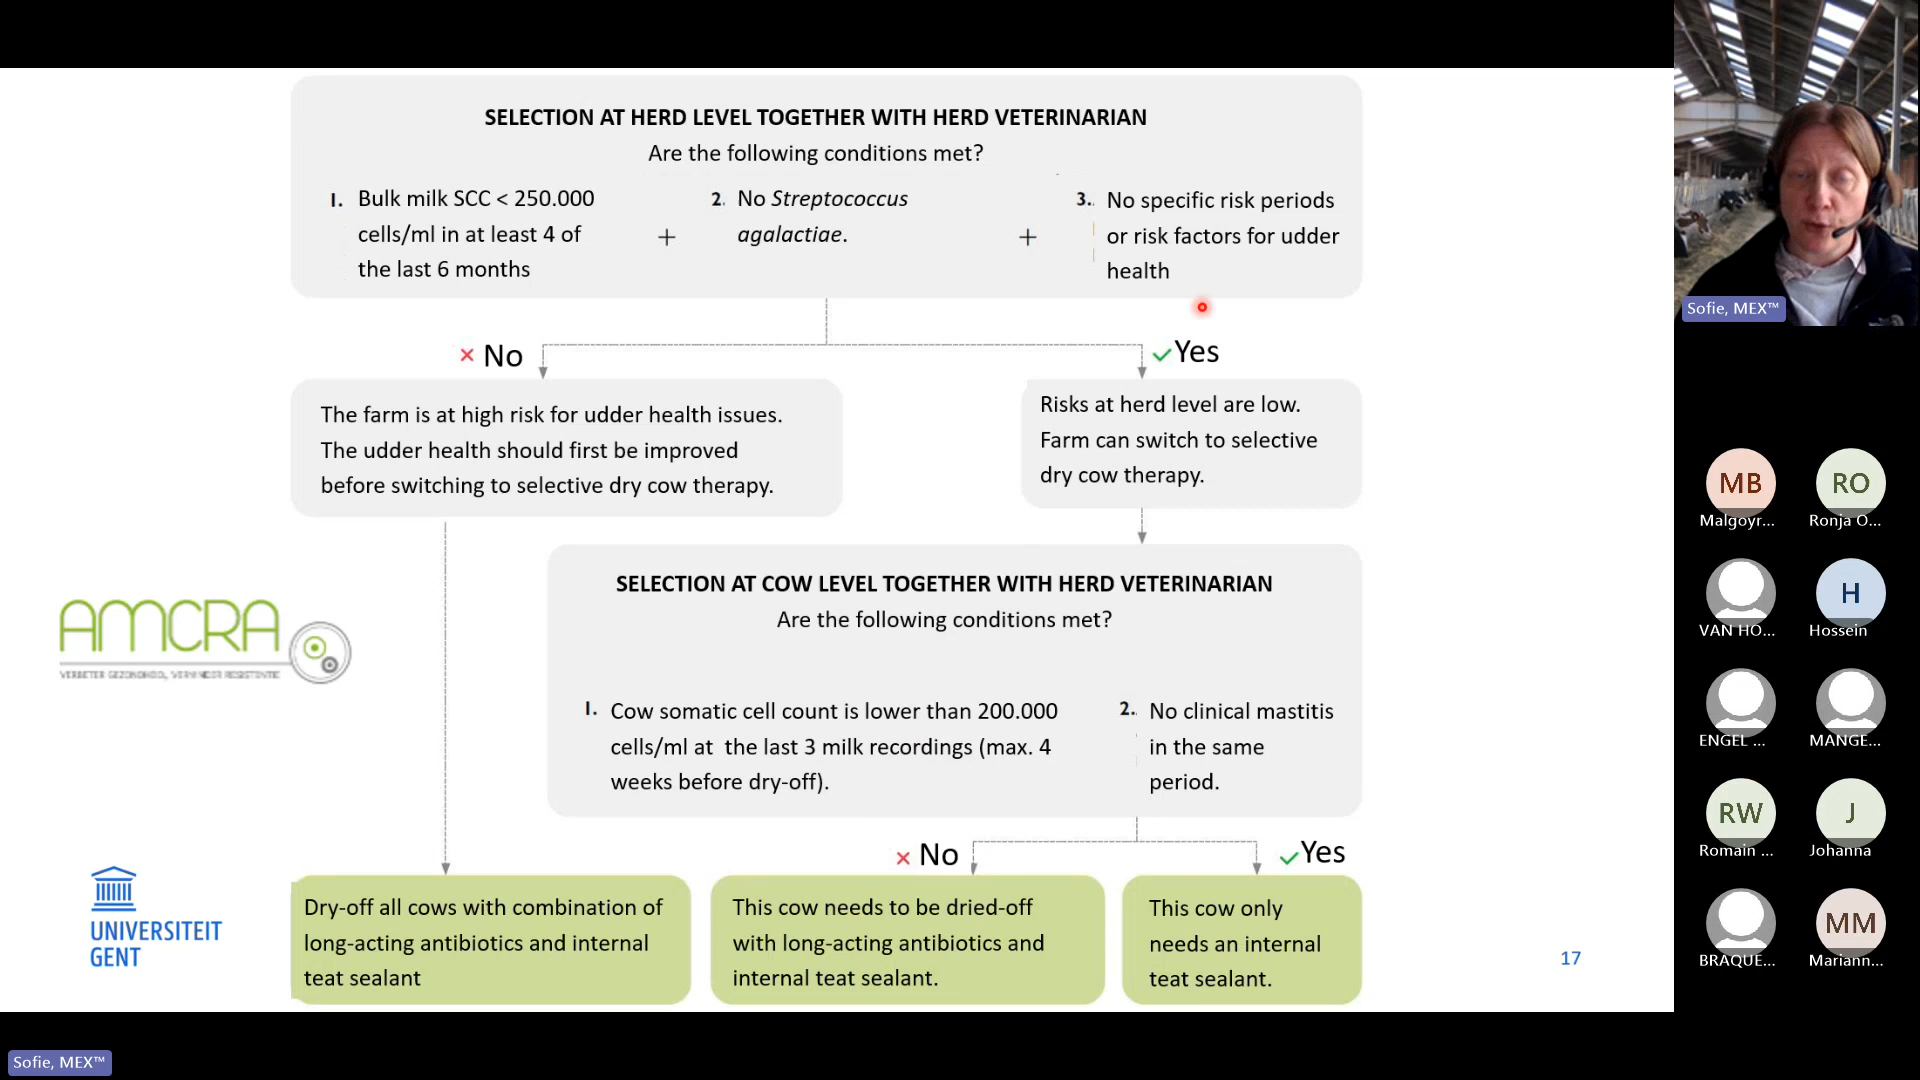 SELECTION AT HERD LEVEL TOGETHER WITH HERD VETERINARIAN
Are the following conditions met?
1. Bulk milk SCC < 250.000
cells/ml in at least 4 of
the last 6 months
+
2. No Streptococcus
agalactiae.
+
3. No specific risk periods
or risk factors for udder
health
No
Yes
The farm is at high risk for udder health issues.
The udder health should first be improved
before switching to selective dry cow therapy.
Risks at herd level are low.
Farm can switch to selective
dry cow therapy.
SELECTION AT COW LEVEL TOGETHER WITH HERD VETERINARIAN
Are the following conditions met?
1. Cow somatic cell count is lower than 200.000
cells/ml at the last 3 milk recordings (max. 4
weeks before dry-off).
2. No clinical mastitis
in the same
period.
No
Yes
Dry-off all cows with combination of
long-acting antibiotics and internal
teat sealant
This cow needs to be dried-off
with long-acting antibiotics and
internal teat sealant.
This cow only
needs an internal
teat sealant.
AMCRA
VERBETER GEZONDHEID, VERMINDER RESISTENTIE
UNIVERSITEIT
GENT
17
Sofie, MEX™
MB
Malgoyr...
RO
Ronja O...
VAN HO...
H
Hossein
ENGEL ...
MANGE...
RW
Romain ...
J
Johanna
BRAQUE...
MM
Mariann...
Sofie, MEX™